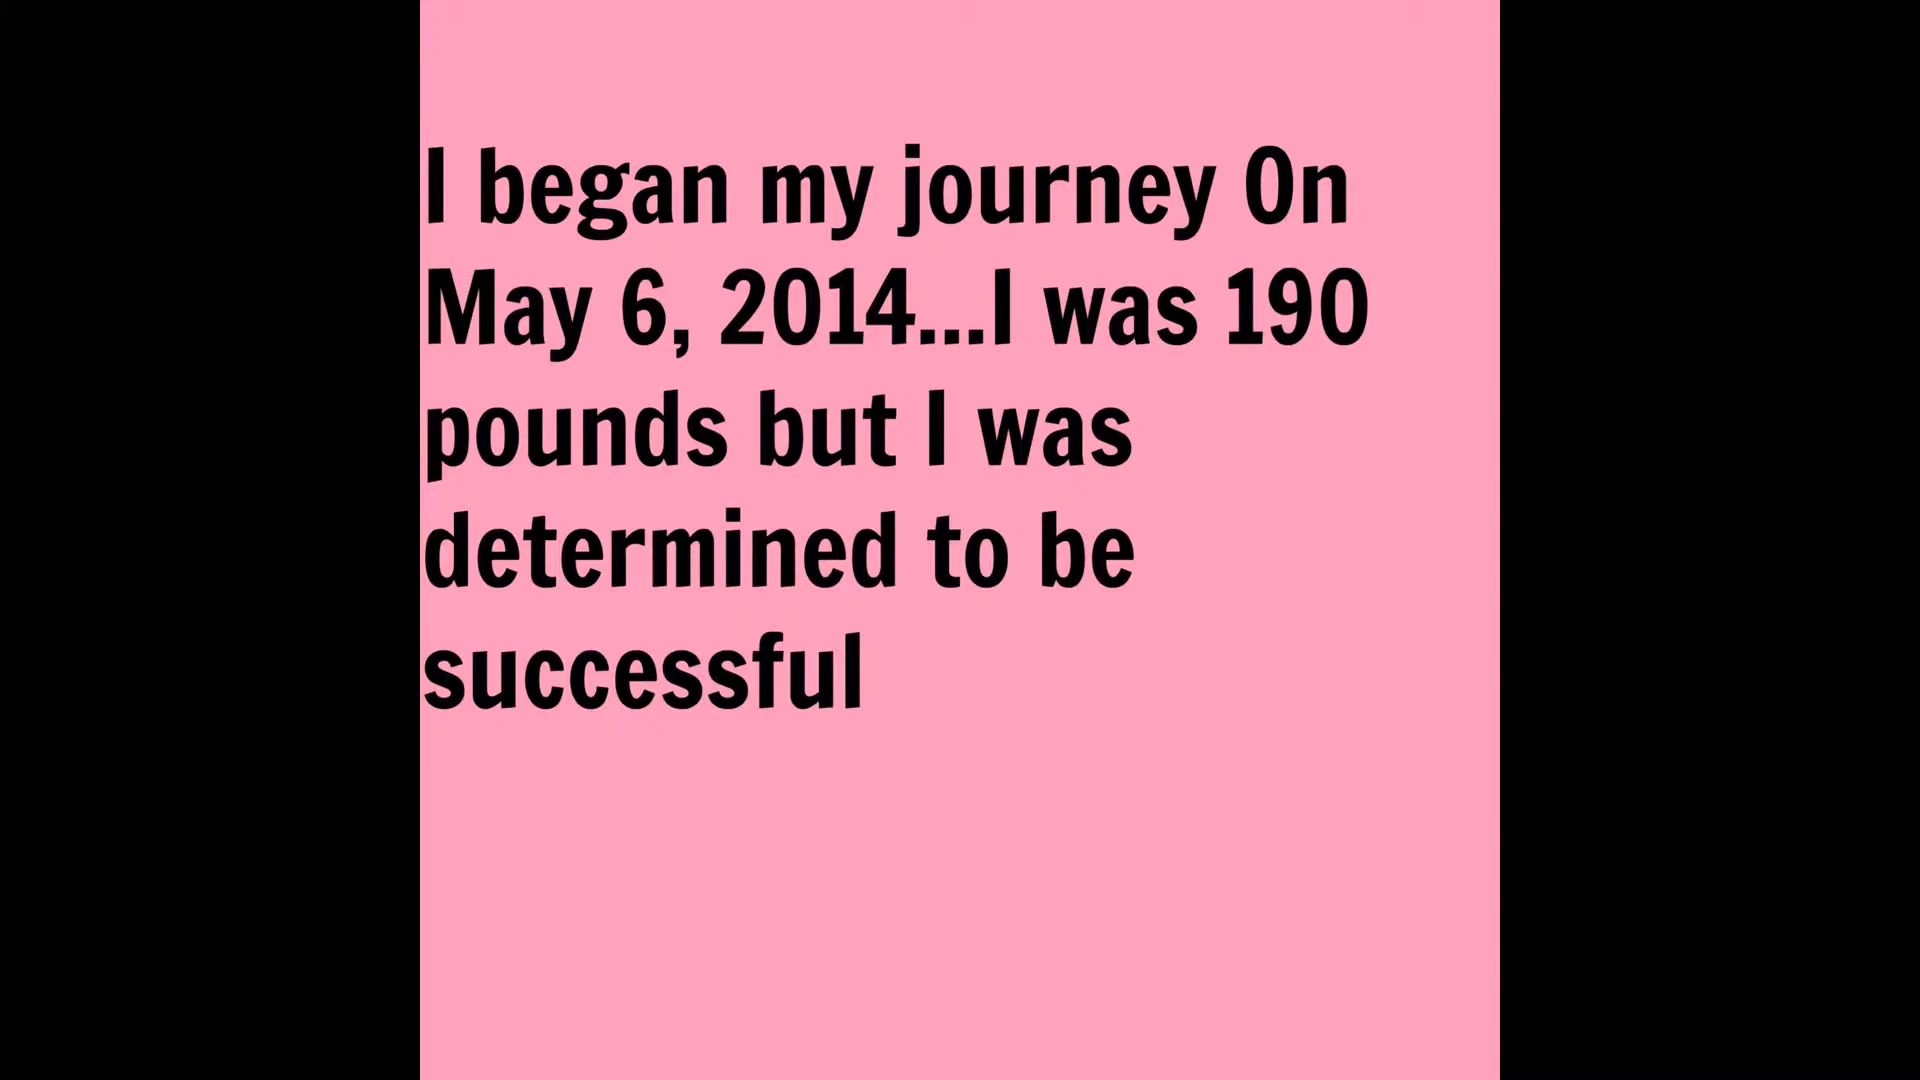 I began my journey On
May 6, 2014...I was 190
pounds but I was
determined to be
successful